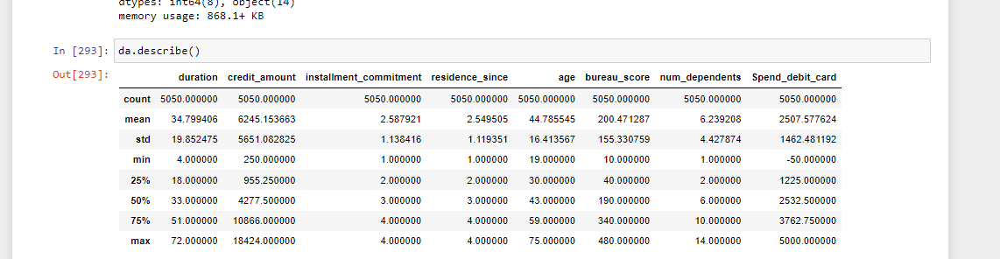 dtypes: int64(8), object(14)
memory usage: 868.1+ KB
In [293]: da.describe()
Out[293]:
duration credit_amount installment_commitment residence_since age bureau_score num_dependents Spend_debit_card
count 5050.000000 5050.000000 5050.000000 5050.000000 5050.000000 5050.000000 5050.000000 5050.000000
mean 34.799406 6245.153663 2.587921 2.549505 44.785545 200.471287 6.239208 2507.577624
std 19.852475 5651.082825 1.138416 1.119351 16.413567 155.330759 4.427874 1462.481192
min 4.000000 250.000000 1.000000 1.000000 19.000000 10.000000 1.000000 -50.000000
25% 18.000000 955.250000 2.000000 2.000000 30.000000 40.000000 2.000000 1225.000000
50% 33.000000 4277.500000 3.000000 3.000000 43.000000 190.000000 6.000000 2532.500000
75% 51.000000 10866.000000 4.000000 4.000000 59.000000 340.000000 10.000000 3762.750000
max 72.000000 18424.000000 4.000000 4.000000 75.000000 480.000000 14.000000 5000.000000